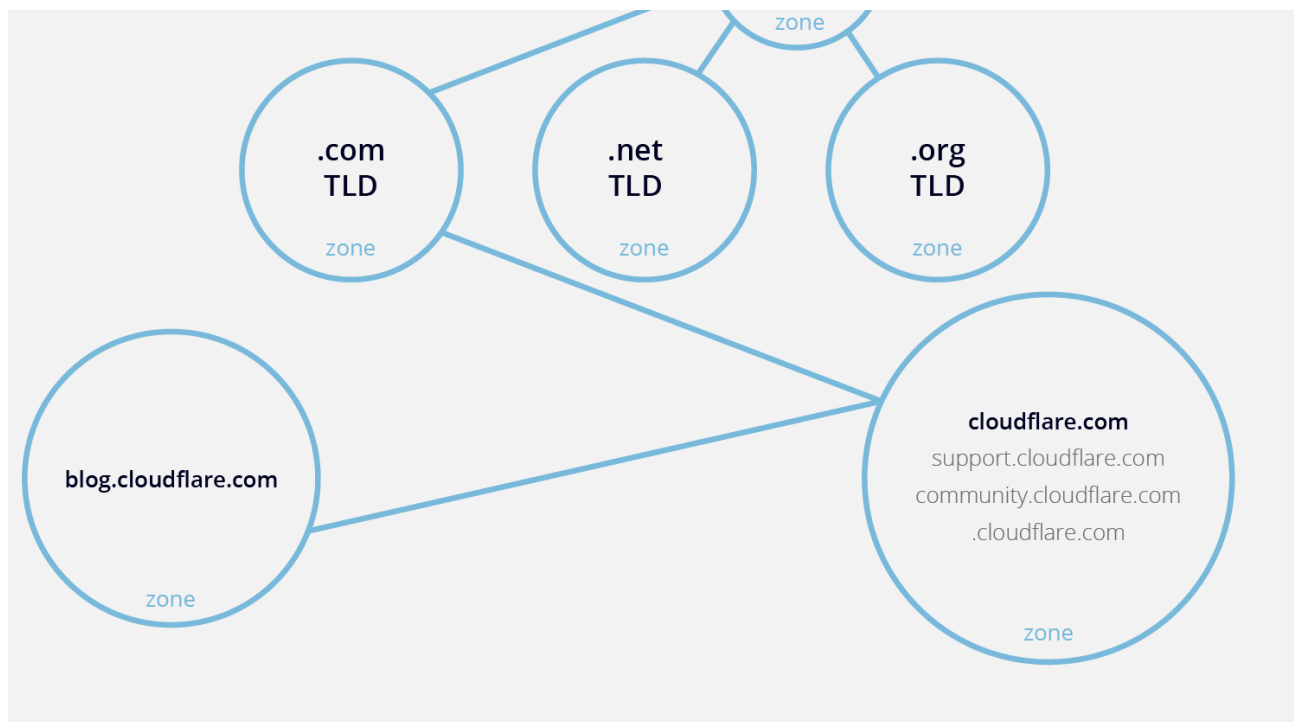 zone
.com
TLD
zone
.net
TLD
zone
.org
TLD
zone
blog.cloudflare.com
zone
cloudflare.com
support.cloudflare.com
community.cloudflare.com
.cloudflare.com
zone